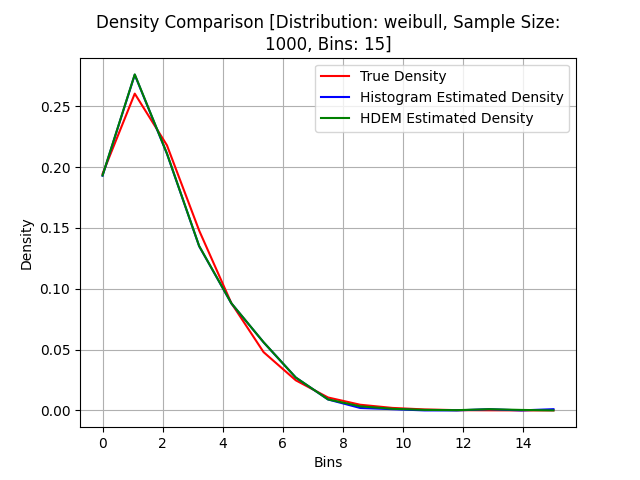 Density Comparison [Distribution: weibull, Sample Size:
1000, Bins: 15]
True Density
Histogram Estimated Density
HDEM Estimated Density
Density
0.25
0.20
0.15
0.10
0.05
0.00
0 2 4 6 8 10 12 14
Bins